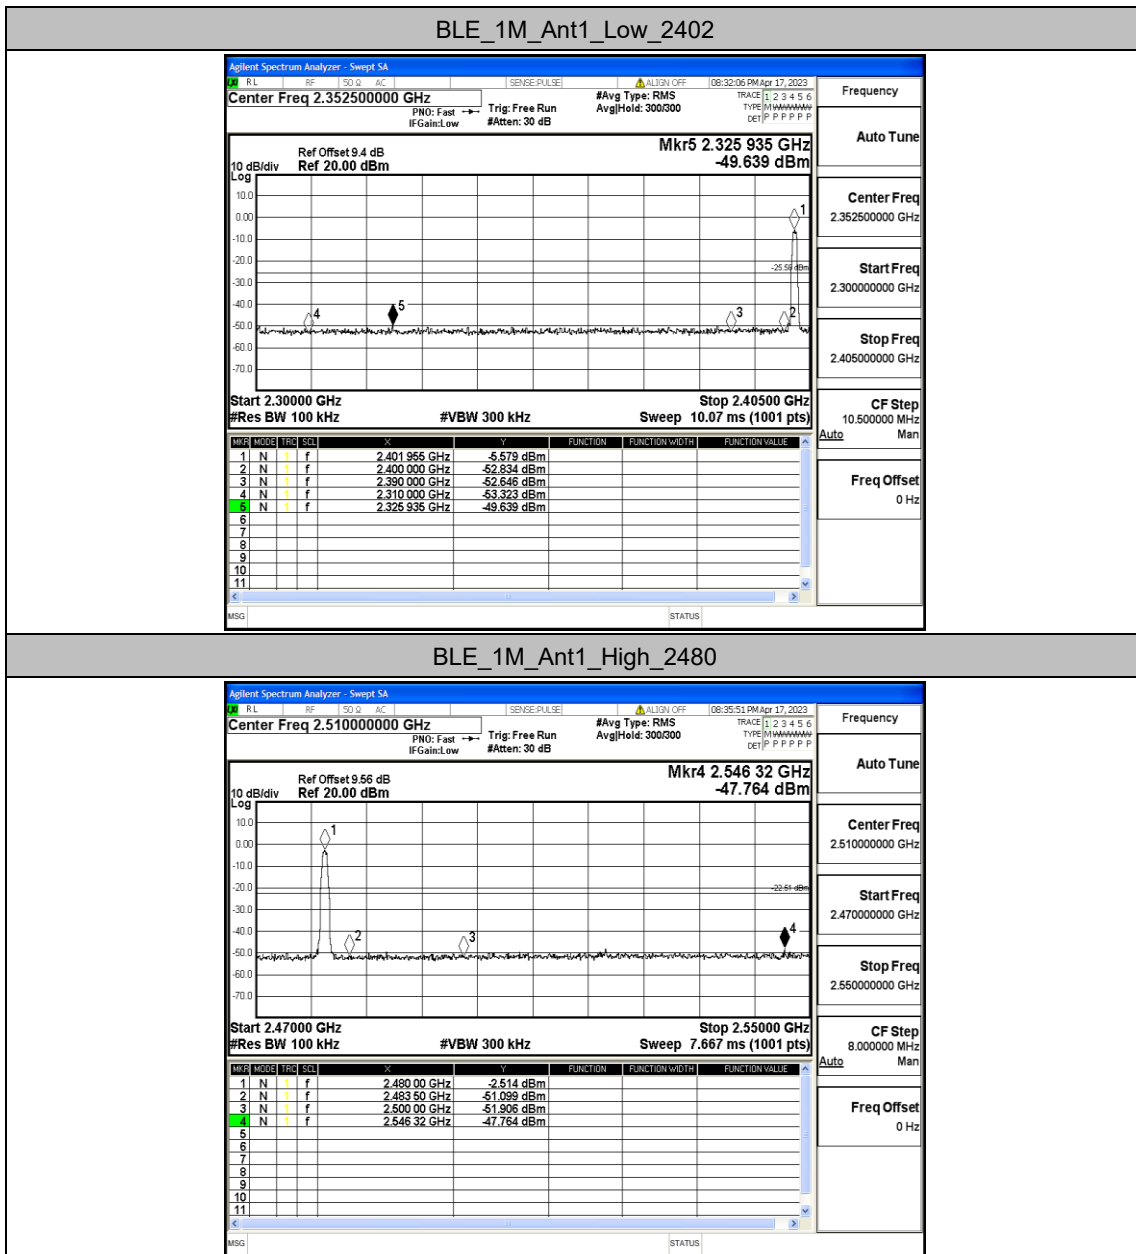 BLE_1M_Ant1_Low_2402
Agilent Spectrum Analyzer - Swept SA
RL RF 50 Ω AC SENSE:PULSE ALIGN OFF 08:32:06 PM Apr 17, 2023
Center Freq 2.352500000 GHz
PNO: Fast
IFGain:Low
Trig: Free Run
#Atten: 30 dB
#Avg Type: RMS
Avg|Hold: 300/300
TRACE 1 2 3 4 5 6
TYPE M
DET P P P P P P
Mkr5 2.325 935 GHz
-49.639 dBm
Ref Offset 9.4 dB
10 dB/div Ref 20.00 dBm
Log
10.0
0.00
-10.0
-20.0
-30.0
-40.0
-50.0
-60.0
-70.0
1
-25.58 dBm
4
5
3
2
Start 2.30000 GHz Stop 2.40500 GHz
#Res BW 100 kHz #VBW 300 kHz Sweep 10.07 ms (1001 pts)
MKR MODE TRC SCL X Y FUNCTION FUNCTION WIDTH FUNCTION VALUE
1 N 1 f 2.401 955 GHz -5.579 dBm
2 N 1 f 2.400 000 GHz -52.834 dBm
3 N 1 f 2.390 000 GHz -52.646 dBm
4 N 1 f 2.310 000 GHz -53.323 dBm
5 N 1 f 2.325 935 GHz -49.639 dBm
6
7
8
9
10
11
MSG STATUS
Frequency
Auto Tune
Center Freq
2.352500000 GHz
Start Freq
2.300000000 GHz
Stop Freq
2.405000000 GHz
CF Step
10.500000 MHz
Auto Man
Freq Offset
0 Hz
BLE_1M_Ant1_High_2480
Agilent Spectrum Analyzer - Swept SA
RL RF 50 Ω AC SENSE:PULSE ALIGN OFF 08:35:51 PM Apr 17, 2023
Center Freq 2.510000000 GHz
PNO: Fast
IFGain:Low
Trig: Free Run
#Atten: 30 dB
#Avg Type: RMS
Avg|Hold: 300/300
TRACE 1 2 3 4 5 6
TYPE M
DET P P P P P P
Mkr4 2.546 32 GHz
-47.764 dBm
Ref Offset 9.56 dB
10 dB/div Ref 20.00 dBm
Log
10.0
0.00
-10.0
-20.0
-30.0
-40.0
-50.0
-60.0
-70.0
1
-22.51 dBm
2
3
4
Start 2.47000 GHz Stop 2.55000 GHz
#Res BW 100 kHz #VBW 300 kHz Sweep 7.667 ms (1001 pts)
MKR MODE TRC SCL X Y FUNCTION FUNCTION WIDTH FUNCTION VALUE
1 N 1 f 2.480 00 GHz -2.514 dBm
2 N 1 f 2.483 50 GHz -51.099 dBm
3 N 1 f 2.500 00 GHz -51.906 dBm
4 N 1 f 2.546 32 GHz -47.764 dBm
5
6
7
8
9
10
11
MSG STATUS
Frequency
Auto Tune
Center Freq
2.510000000 GHz
Start Freq
2.470000000 GHz
Stop Freq
2.550000000 GHz
CF Step
8.000000 MHz
Auto Man
Freq Offset
0 Hz